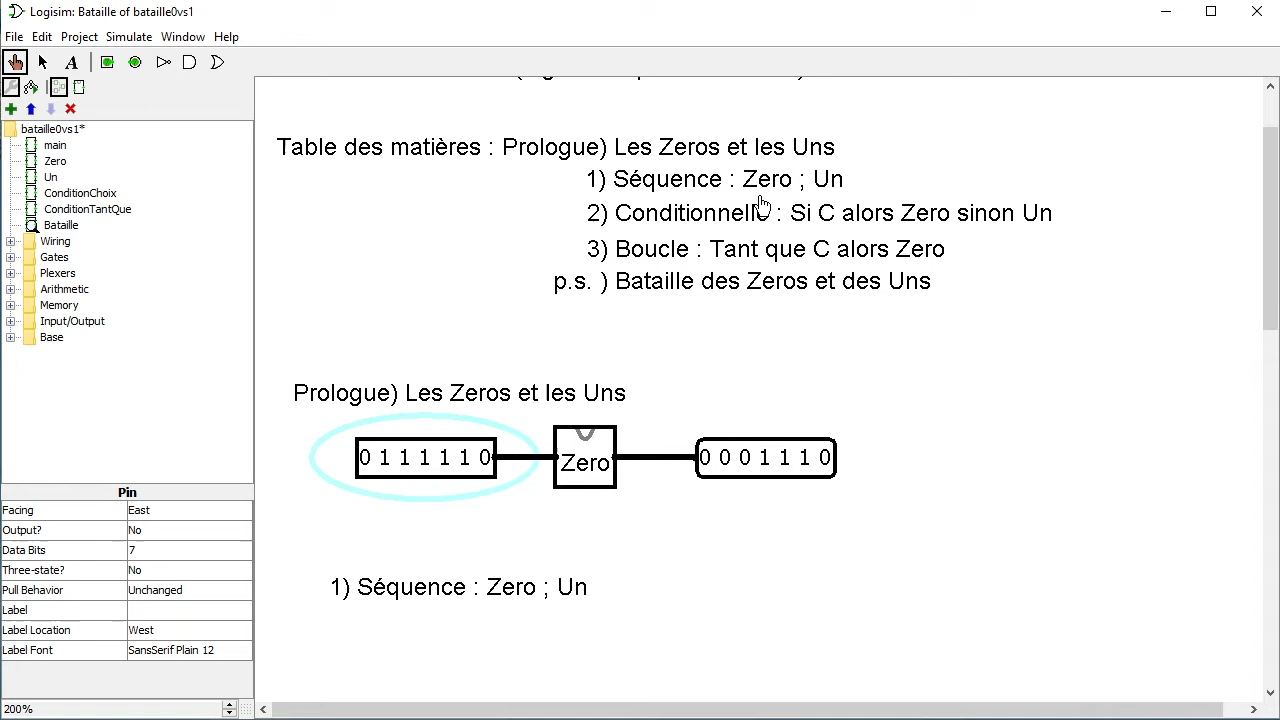 Logisim: Bataille of bataille0vs1
File Edit Project Simulate Window Help
bataille0vs1*
main
Zero
Un
ConditionChoix
ConditionTantQue
Bataille
Wiring
Gates
Plexers
Arithmetic
Memory
Input/Output
Base
Pin
Facing East
Output? No
Data Bits 7
Three-state? No
Pull Behavior Unchanged
Label
Label Location West
Label Font SansSerif Plain 12
200%
Table des matières : Prologue) Les Zeros et les Uns
1) Séquence : Zero ; Un
2) Conditionnelle : Si C alors Zero sinon Un
3) Boucle : Tant que C alors Zero
p.s. ) Bataille des Zeros et des Uns
Prologue) Les Zeros et les Uns
0 1 1 1 1 1 0 Zero 0 0 0 1 1 1 0
1) Séquence : Zero ; Un